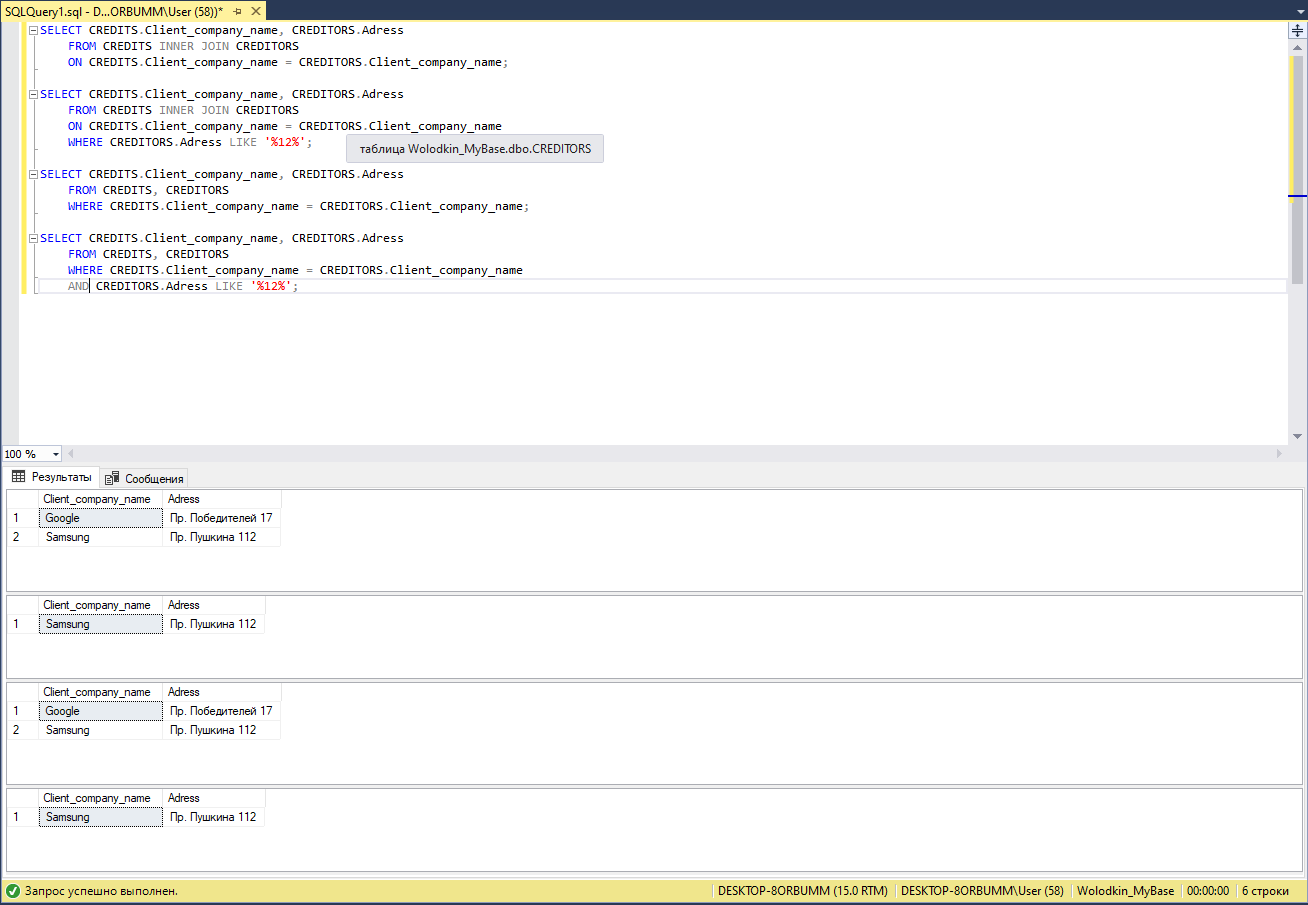 SQLQuery1.sql - D...ORBUMM\User (58))*
SELECT CREDITS.Client_company_name, CREDITORS.Adress
FROM CREDITS INNER JOIN CREDITORS
ON CREDITS.Client_company_name = CREDITORS.Client_company_name;
SELECT CREDITS.Client_company_name, CREDITORS.Adress
FROM CREDITS INNER JOIN CREDITORS
ON CREDITS.Client_company_name = CREDITORS.Client_company_name
WHERE CREDITORS.Adress LIKE '%12%';
таблица Wolodkin_MyBase.dbo.CREDITORS
SELECT CREDITS.Client_company_name, CREDITORS.Adress
FROM CREDITS, CREDITORS
WHERE CREDITS.Client_company_name = CREDITORS.Client_company_name;
SELECT CREDITS.Client_company_name, CREDITORS.Adress
FROM CREDITS, CREDITORS
WHERE CREDITS.Client_company_name = CREDITORS.Client_company_name
AND CREDITORS.Adress LIKE '%12%';
100 %
Результаты Сообщения
Client_company_name Adress
1 Google Пр. Победителей 17
2 Samsung Пр. Пушкина 112
Client_company_name Adress
1 Samsung Пр. Пушкина 112
Client_company_name Adress
1 Google Пр. Победителей 17
2 Samsung Пр. Пушкина 112
Client_company_name Adress
1 Samsung Пр. Пушкина 112
Запрос успешно выполнен. DESKTOP-8ORBUMM (15.0 RTM) DESKTOP-8ORBUMM\User (58) Wolodkin_MyBase 00:00:00 6 строки